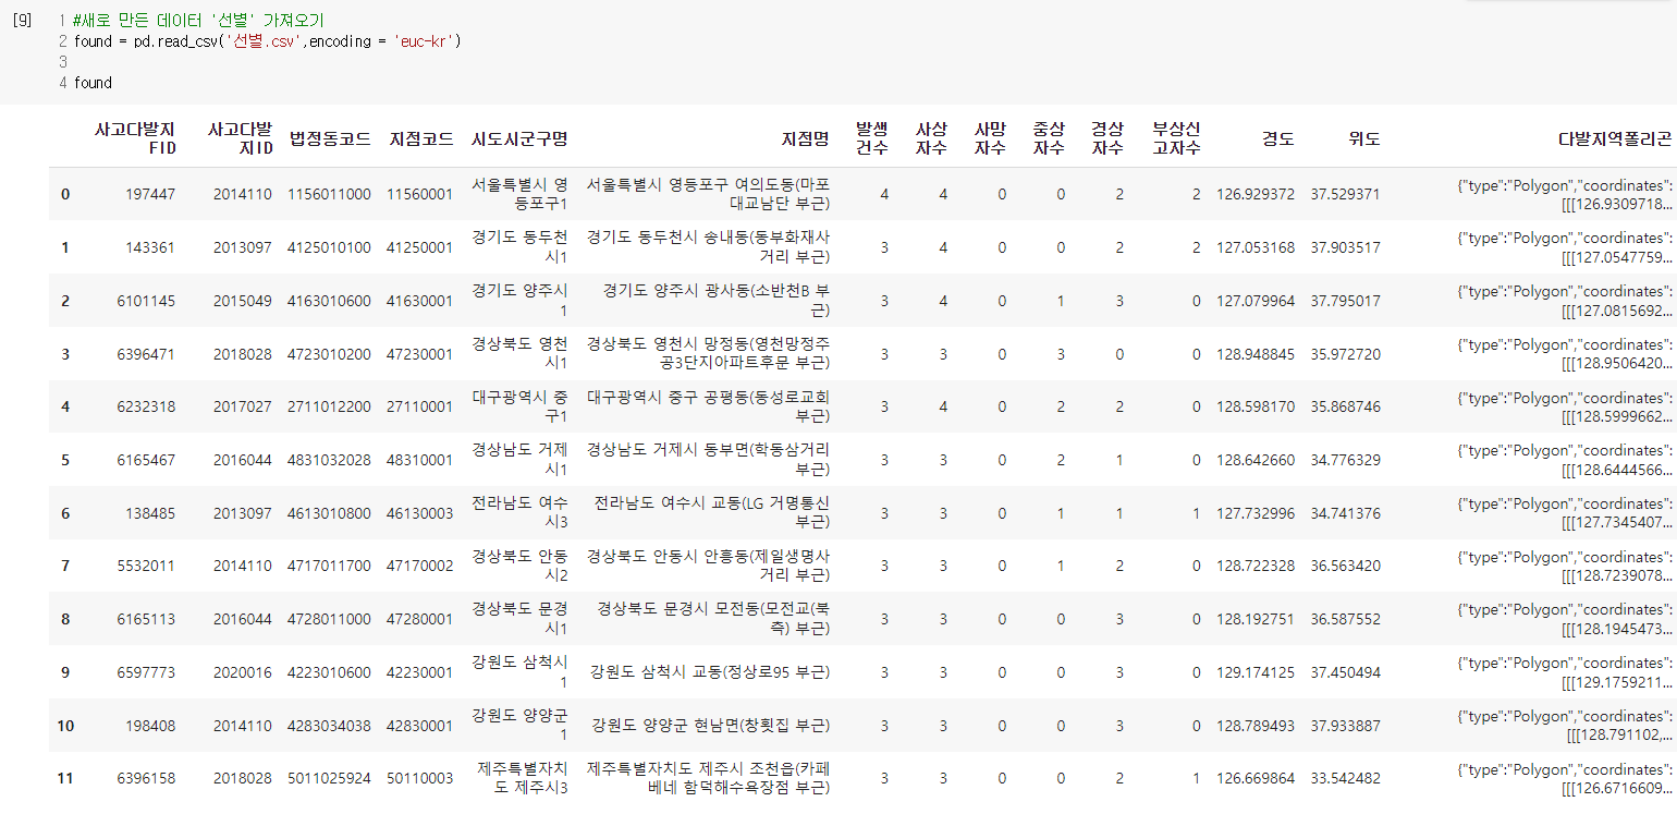 [9]
1 #새로 만든 데이터 '선별' 가져오기
2 found = pd.read_csv('선별.csv',encoding = 'euc-kr')
3
4 found
사고다발지FID 사고다발지ID 법정동코드 지점코드 시도시군구명 지점명 발생건수 사상자수 사망자수 중상자수 경상자수 부상신고자수 경도 위도 다발지역폴리곤
0 197447 2014110 1156011000 11560001 서울특별시 영등포구1 서울특별시 영등포구 여의도동(마포대교남단 부근) 4 4 0 0 2 2 126.929372 37.529371 {"type":"Polygon","coordinates":[[[126.9309718...
1 143361 2013097 4125010100 41250001 경기도 동두천시1 경기도 동두천시 송내동(동부화재사거리 부근) 3 4 0 0 2 2 127.053168 37.903517 {"type":"Polygon","coordinates":[[[127.0547759...
2 6101145 2015049 4163010600 41630001 경기도 양주시1 경기도 양주시 광사동(소반천B 부근) 3 4 0 1 3 0 127.079964 37.795017 {"type":"Polygon","coordinates":[[[127.0815692...
3 6396471 2018028 4723010200 47230001 경상북도 영천시1 경상북도 영천시 망정동(영천망정주공3단지아파트후문 부근) 3 3 0 3 0 0 128.948845 35.972720 {"type":"Polygon","coordinates":[[[128.9506420...
4 6232318 2017027 2711012200 27110001 대구광역시 중구1 대구광역시 중구 공평동(동성로교회 부근) 3 4 0 2 2 0 128.598170 35.868746 {"type":"Polygon","coordinates":[[[128.5999662...
5 6165467 2016044 4831032028 48310001 경상남도 거제시1 경상남도 거제시 동부면(학동삼거리 부근) 3 3 0 2 1 0 128.642660 34.776329 {"type":"Polygon","coordinates":[[[128.6444566...
6 138485 2013097 4613010800 46130003 전라남도 여수시3 전라남도 여수시 교동(LG 거명통신 부근) 3 3 0 1 1 1 127.732996 34.741376 {"type":"Polygon","coordinates":[[[127.7345407...
7 5532011 2014110 4717011700 47170002 경상북도 안동시2 경상북도 안동시 안흥동(제일생명사거리 부근) 3 3 0 1 2 0 128.722328 36.563420 {"type":"Polygon","coordinates":[[[128.7239078...
8 6165113 2016044 4728011000 47280001 경상북도 문경시1 경상북도 문경시 모전동(모전교(북측) 부근) 3 3 0 0 3 0 128.192751 36.587552 {"type":"Polygon","coordinates":[[[128.1945473...
9 6597773 2020016 4223010600 42230001 강원도 삼척시1 강원도 삼척시 교동(정상로95 부근) 3 3 0 0 3 0 129.174125 37.450494 {"type":"Polygon","coordinates":[[[129.1759211...
10 198408 2014110 4283034038 42830001 강원도 양양군1 강원도 양양군 현남면(창횟집 부근) 3 3 0 0 3 0 128.789493 37.933887 {"type":"Polygon","coordinates":[[[128.791102,...
11 6396158 2018028 5011025924 50110003 제주특별자치도 제주시3 제주특별자치도 제주시 조천읍(카페베네 함덕해수욕장점 부근) 3 3 0 0 2 1 126.669864 33.542482 {"type":"Polygon","coordinates":[[[126.6716609...